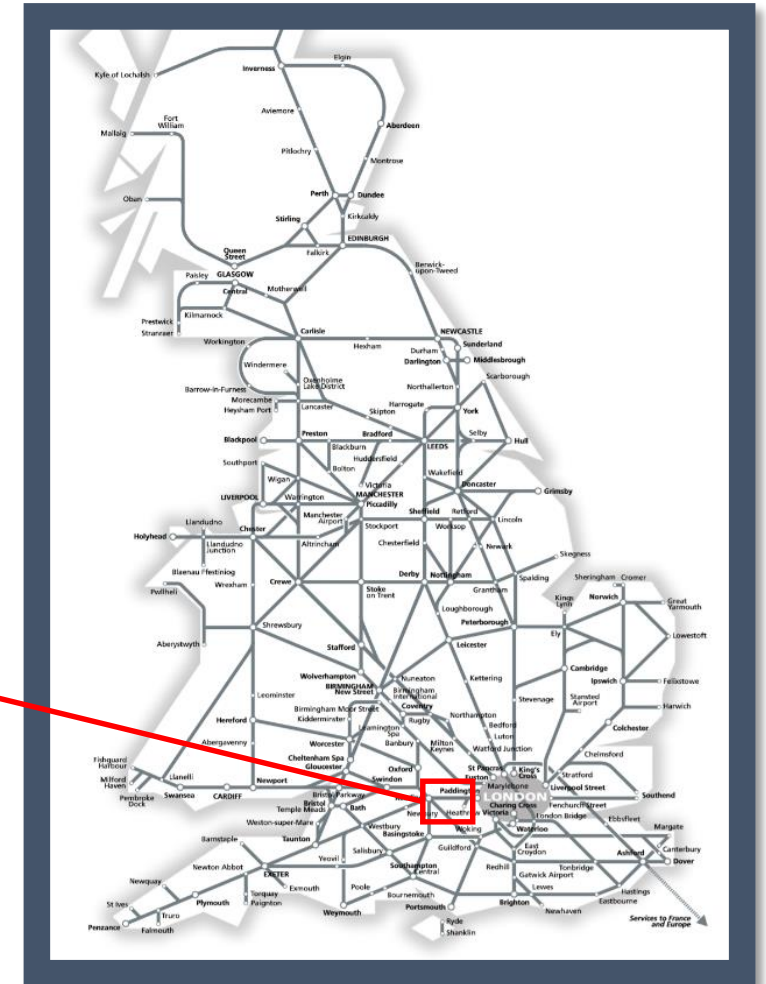 Elgin
Inverness
Kyle of Lochalsh
Aviemore
Fort
William
Mallaig
Aberdeen
Pitlochry
Montrose
Oban
Perth
Dundee
Stirling
Kirkcaldy
Queen
Street
EDINBURGH
Falkirk
Berwick-
upon-Tweed
Paisley
GLASGOW
Central
Motherwell
Prestwick
Kilmarnock
Stranraer
Carlisle
NEWCASTLE
Workington
Hexham
Durham
Sunderland
Darlington
Middlesbrough
Windermere
Scarborough
Oxenholme
Lake District
Northallerton
Barrow-in-Furness
Morecambe
Heysham Port
Lancaster
Harrogate
York
Skipton
Blackpool
Preston
Bradford
Selby
Hull
Blackburn
LEEDS
Huddersfield
Southport
Bolton
Wakefield
Wigan
Victoria
MANCHESTER
Piccadilly
Doncaster
Grimsby
LIVERPOOL
Warrington
Manchester
Airport
Sheffield
Retford
Lincoln
Llandudno
Stockport
Worksop
Holyhead
Chester
Llandudno
Junction
Altrincham
Chesterfield
Newark
Skegness
Blaenau Ffestiniog
Pwllheli
Wrexham
Crewe
Stoke
on Trent
Derby
Nottingham
Grantham
Spalding
Sheringham
Cromer
Kings
Lynn
Norwich
Great
Yarmouth
Loughborough
Peterborough
Ely
Shrewsbury
Aberystwyth
Stafford
Leicester
Lowestoft
Wolverhampton
BIRMINGHAM
New Street
Nuneaton
Birmingham
International
Kettering
Cambridge
Ipswich
Felixstowe
Leominster
Birmingham Moor Street
Coventry
Kidderminster
Rugby
Northampton
Stevenage
Stansted
Airport
Harwich
Hereford
Leamington
Spa
Bedford
Colchester
Abergavenny
Worcester
Banbury
Milton
Keynes
Luton
Watford Junction
Chelmsford
Cheltenham Spa
Gloucester
Oxford
Fishguard
Harbour
Milford
Haven
Llanelli
Swindon
St Pancras
Euston
King's
Cross
Stratford
Pembroke
Dock
Swansea
CARDIFF
Newport
Bristol Parkway
Paddington
Marylebone
Liverpool Street
LONDON
Southend
Bristol
Temple Meads
Bath
Newbury
Charing Cross
Victoria
Fenchurch Street
London Bridge
Ebbsfleet
Weston-super-Mare
Waterloo
Margate
Barnstaple
Taunton
Westbury
Basingstoke
Woking
Guildford
East
Croydon
Canterbury
Salisbury
Ashford
Dover
Newton Abbot
Yeovil
Southampton
Central
Redhill
Tonbridge
Gatwick Airport
EXETER
Newquay
Exmouth
Poole
Lewes
Hastings
St Ives
Plymouth
Torquay
Paignton
Bournemouth
Eastbourne
Truro
Weymouth
Portsmouth
Brighton
Newhaven
Penzance
Falmouth
Ryde
Shanklin
Services to France
and Europe